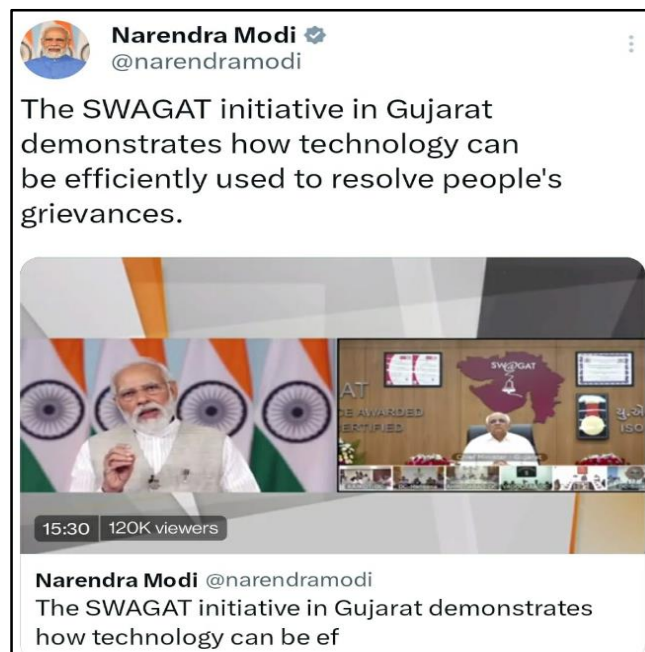 Narendra Modi
@narendramodi
The SWAGAT initiative in Gujarat
demonstrates how technology can
be efficiently used to resolve people's
grievances.
SWAGAT
AT
CE AWARDED
CERTIFIED
ISO
15:30 120K viewers
Narendra Modi @narendramodi
The SWAGAT initiative in Gujarat demonstrates
how technology can be ef